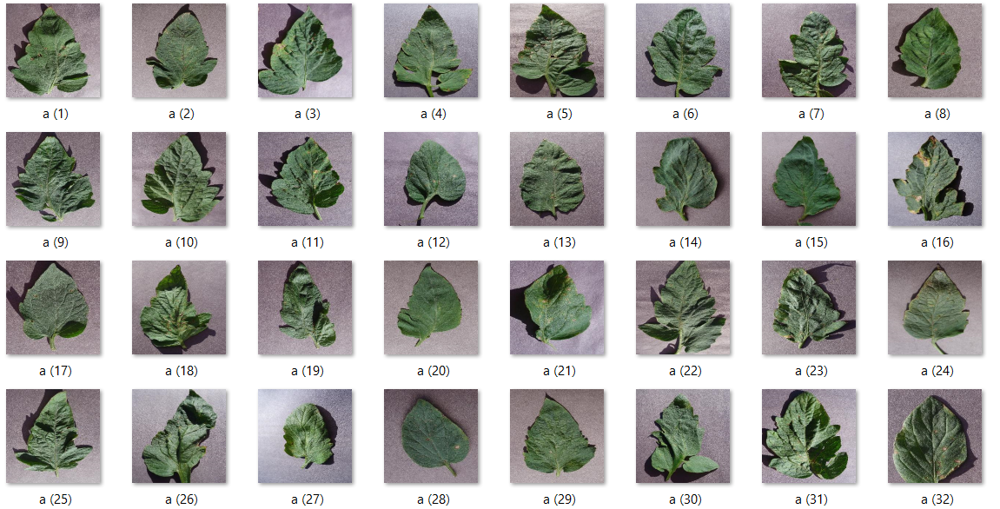 a (1) a (2) a (3) a (4) a (5) a (6) a (7) a (8)
a (9) a (10) a (11) a (12) a (13) a (14) a (15) a (16)
a (17) a (18) a (19) a (20) a (21) a (22) a (23) a (24)
a (25) a (26) a (27) a (28) a (29) a (30) a (31) a (32)